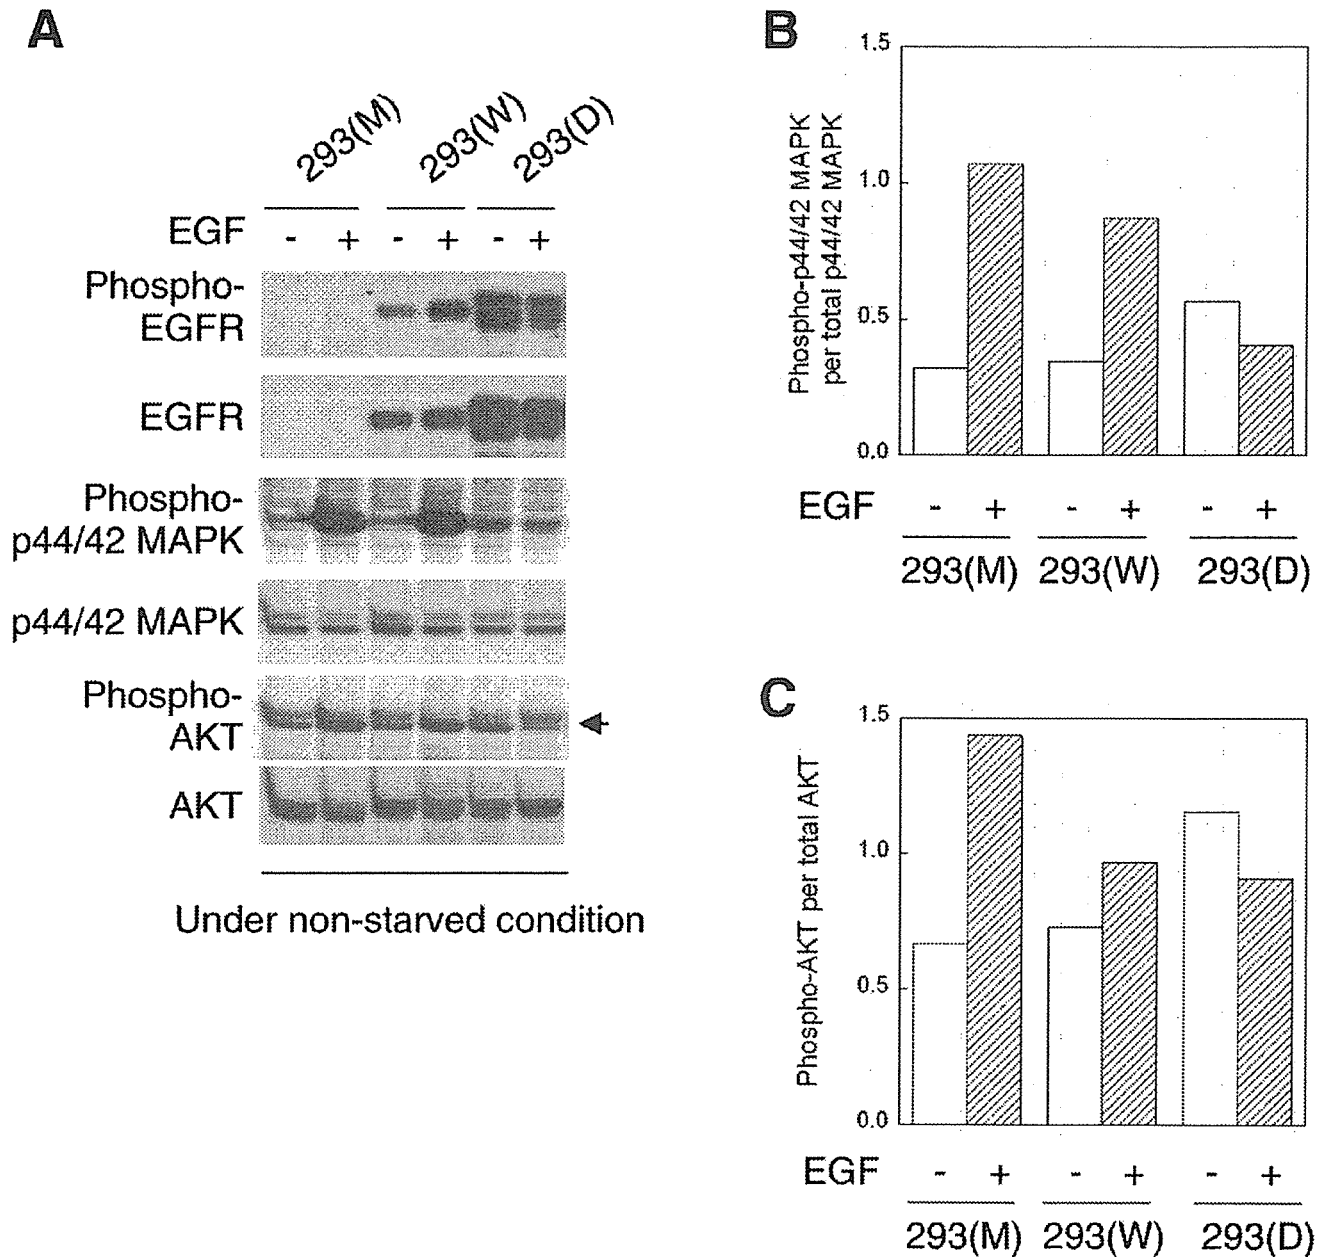 A
293(M) 293(W) 293(D)
EGF - + - + - +
Phospho-
EGFR
EGFR
Phospho-
p44/42 MAPK
p44/42 MAPK
Phospho-
AKT
AKT
Under non-starved condition
B
Phospho-p44/42 MAPK
per total p44/42 MAPK
1.5
1.0
0.5
0.0
EGF - + - + - +
293(M) 293(W) 293(D)
C
Phospho-AKT per total AKT
1.5
1.0
0.5
0.0
EGF - + - + - +
293(M) 293(W) 293(D)